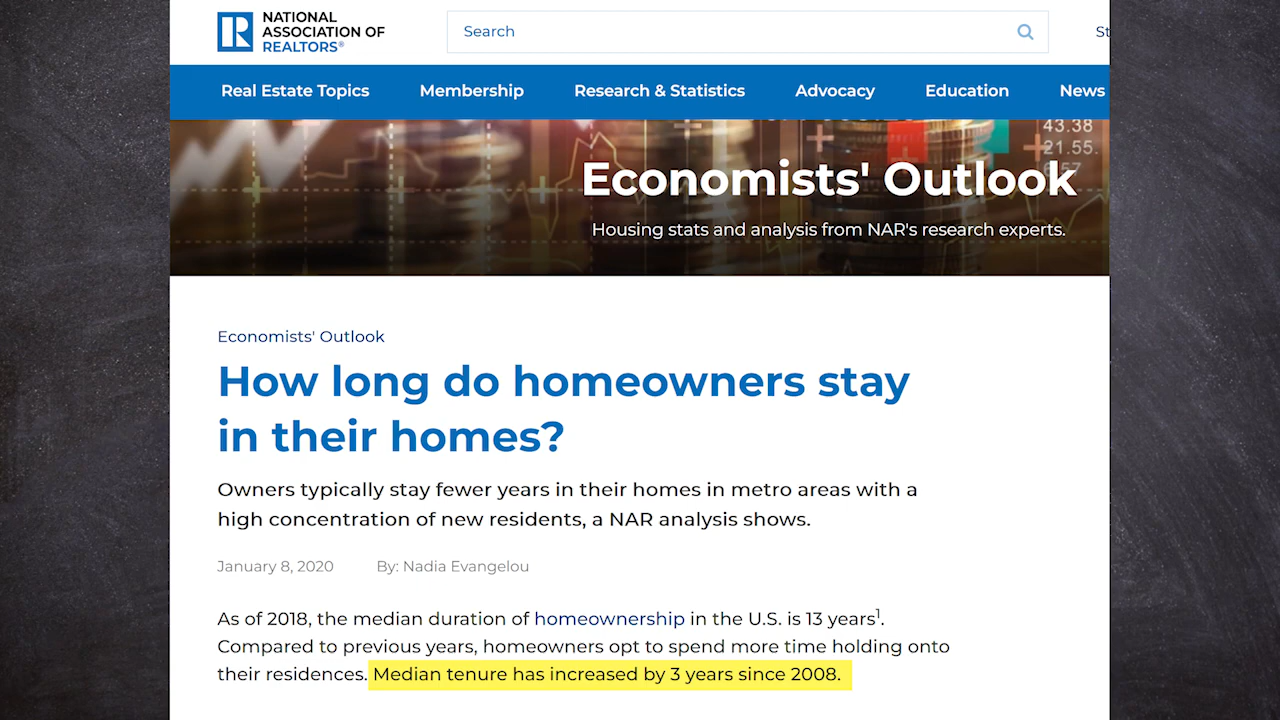 NATIONAL
ASSOCIATION OF
REALTORS®
Search
St
Real Estate Topics Membership Research & Statistics Advocacy Education News
43.38
21.55.
Economists' Outlook
Housing stats and analysis from NAR's research experts.
Economists' Outlook
How long do homeowners stay
in their homes?
Owners typically stay fewer years in their homes in metro areas with a
high concentration of new residents, a NAR analysis shows.
January 8, 2020 By: Nadia Evangelou
As of 2018, the median duration of homeownership in the U.S. is 13 years¹.
Compared to previous years, homeowners opt to spend more time holding onto
their residences. Median tenure has increased by 3 years since 2008.